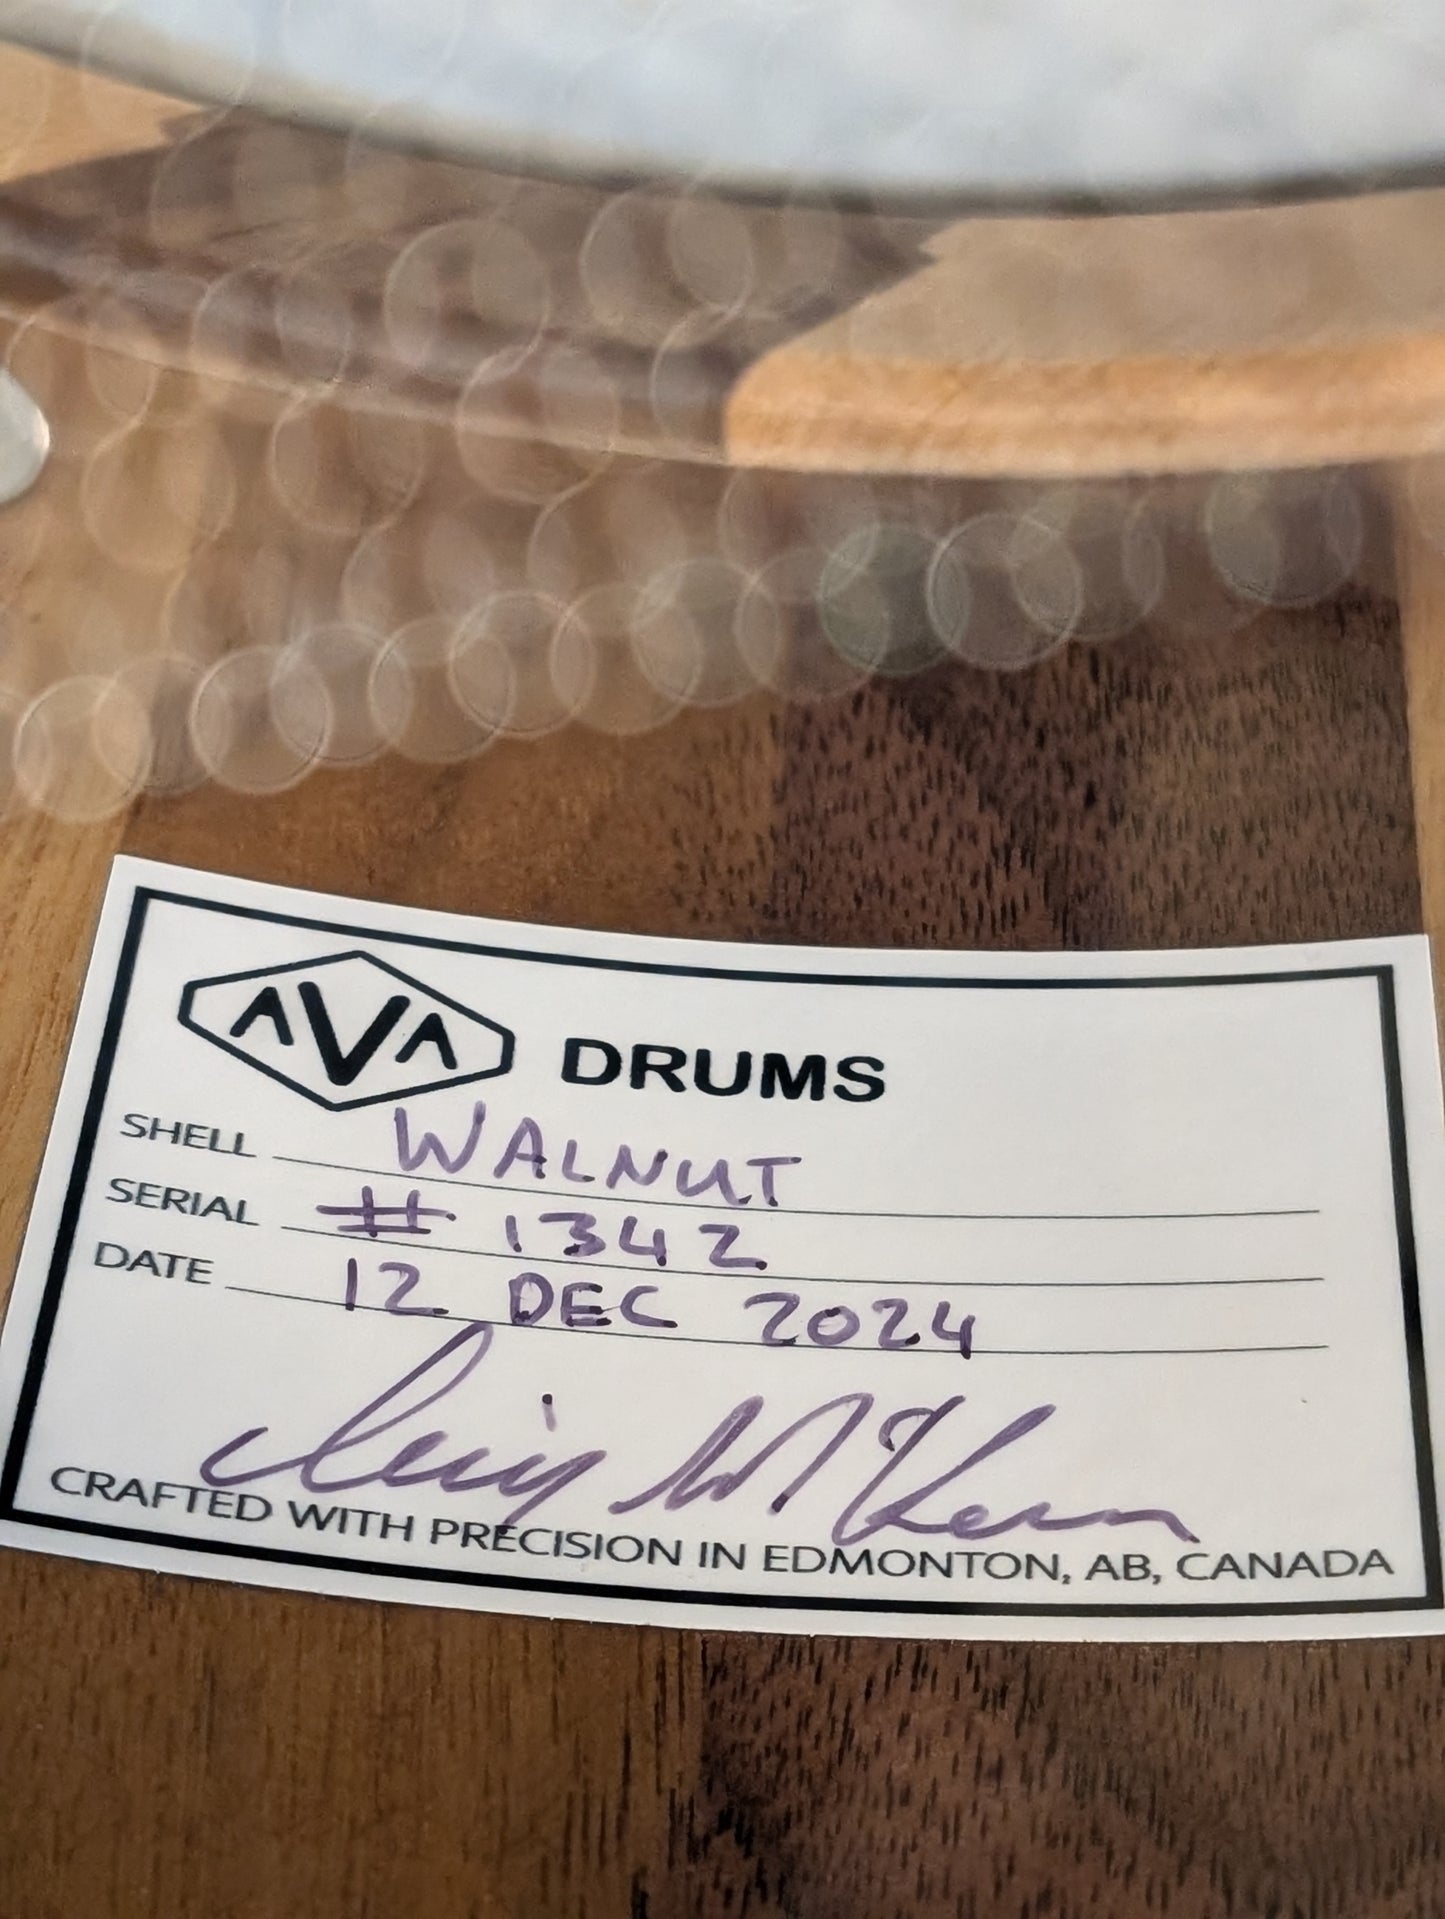 AVA DRUMS
SHELL WALNUT
SERIAL # 1342
DATE 12 DEC 2024
CRAFTED WITH PRECISION IN EDMONTON, AB, CANADA